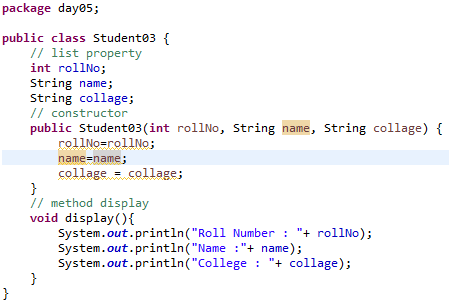 package day05;
public class Student03 {
// list property
int rollNo;
String name;
String collage;
// constructor
public Student03(int rollNo, String name, String collage) {
rollNo=rollNo;
name=name;
collage = collage;
}
// method display
void display(){
System.out.println("Roll Number : "+ rollNo);
System.out.println("Name :"+ name);
System.out.println("College : "+ collage);
}
}